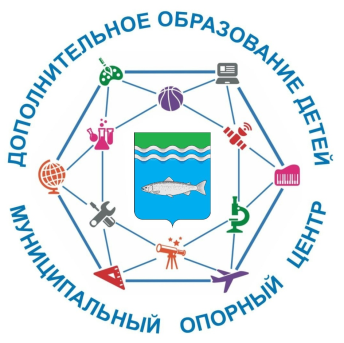 ДОПОЛНИТЕЛЬНОЕ ОБРАЗОВАНИЕ ДЕТЕЙ
МУНИЦИПАЛЬНЫЙ ОПОРНЫЙ ЦЕНТР